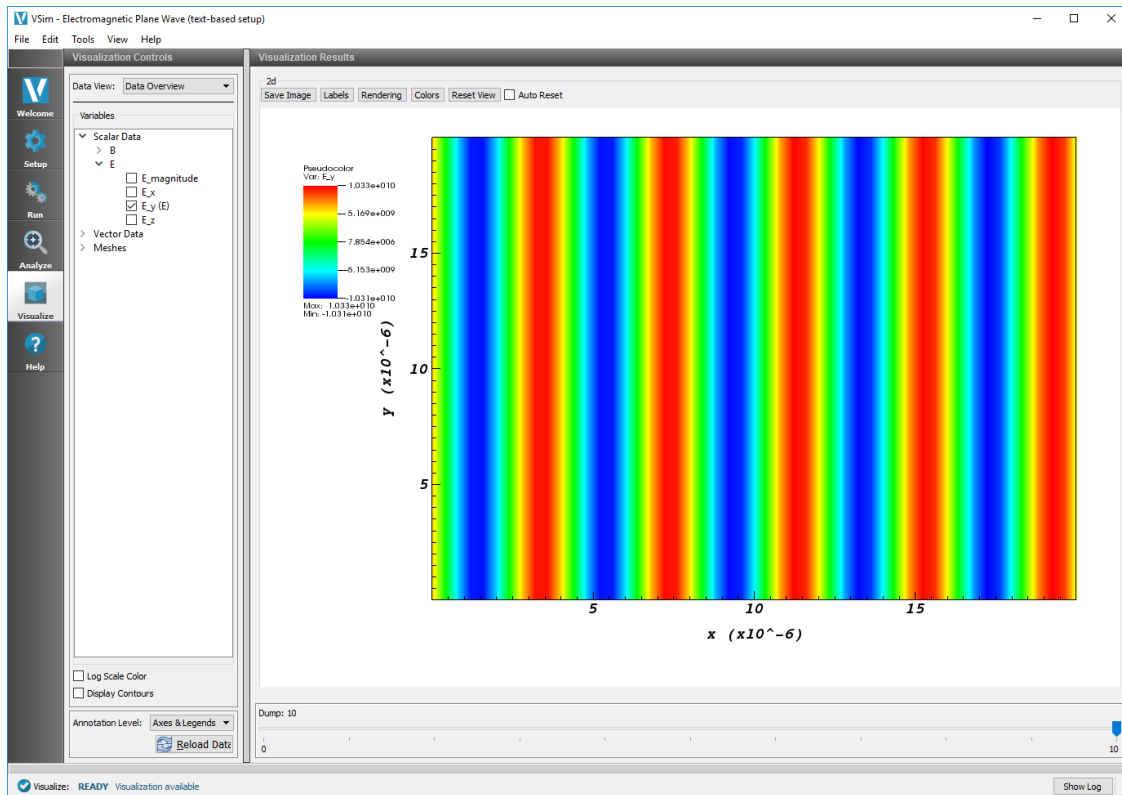 VSim - Electromagnetic Plane Wave (text-based setup)
File Edit Tools View Help
Visualization Controls
Visualization Results
Welcome
Setup
Run
Analyze
Visualize
Help
Data View: Data Overview
Variables
Scalar Data
B
E
E_magnitude
E_x
E_y (E)
E_z
Vector Data
Meshes
Log Scale Color
Display Contours
Annotation Level: Axes & Legends
Reload Data
2d
Save Image Labels Rendering Colors Reset View Auto Reset
Pseudocolor
Var: E_y
1.033e+010
5.169e+009
7.854e+006
-5.153e+009
-1.031e+010
Max: 1.033e+010
Min: -1.031e+010
Y (x10^-6)
15
10
5
5 10 15
x (x10^-6)
Dump: 10
0 10
Visualize: READY Visualization available
Show Log